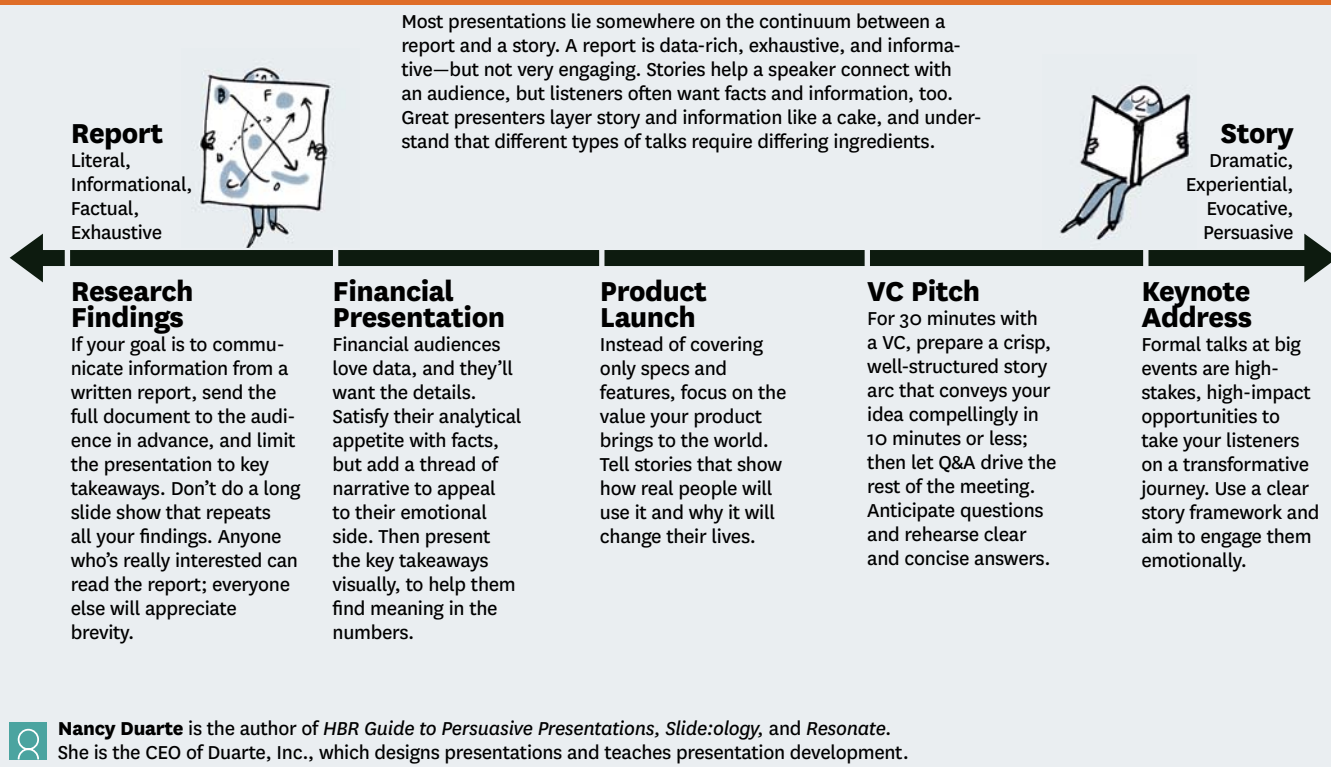 Most presentations lie somewhere on the continuum between a
report and a story. A report is data-rich, exhaustive, and informa-
tive—but not very engaging. Stories help a speaker connect with
an audience, but listeners often want facts and information, too.
Great presenters layer story and information like a cake, and under-
stand that different types of talks require differing ingredients.
Report
Literal,
Informational,
Factual,
Exhaustive
B
F
A
D
C
O
Story
Dramatic,
Experiential,
Evocative,
Persuasive
Research
Findings
If your goal is to commu-
nicate information from a
written report, send the
full document to the audi-
ence in advance, and limit
the presentation to key
takeaways. Don't do a long
slide show that repeats
all your findings. Anyone
who's really interested can
read the report; everyone
else will appreciate
brevity.
Financial
Presentation
Financial audiences
love data, and they'll
want the details.
Satisfy their analytical
appetite with facts,
but add a thread of
narrative to appeal
to their emotional
side. Then present
the key takeaways
visually, to help them
find meaning in the
numbers.
Product
Launch
Instead of covering
only specs and
features, focus on the
value your product
brings to the world.
Tell stories that show
how real people will
use it and why it will
change their lives.
VC Pitch
For 30 minutes with
a VC, prepare a crisp,
well-structured story
arc that conveys your
idea compellingly in
10 minutes or less;
then let Q&A drive the
rest of the meeting.
Anticipate questions
and rehearse clear
and concise answers.
Keynote
Address
Formal talks at big
events are high-
stakes, high-impact
opportunities to
take your listeners
on a transformative
journey. Use a clear
story framework and
aim to engage them
emotionally.
Nancy Duarte is the author of HBR Guide to Persuasive Presentations, Slide:ology, and Resonate.
She is the CEO of Duarte, Inc., which designs presentations and teaches presentation development.